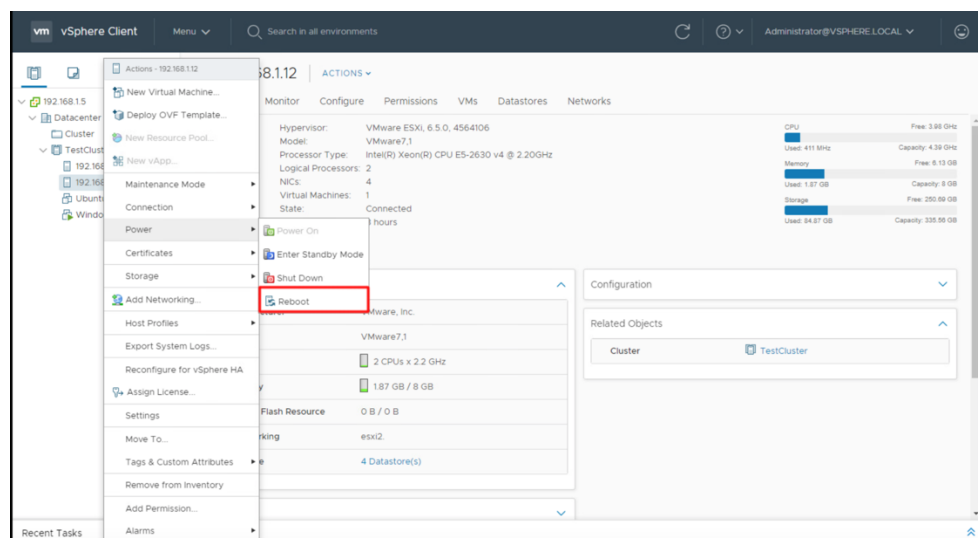 vm vSphere Client Menu Search in all environments Administrator@VSPHERE.LOCAL
Actions - 192.168.1.12
8.1.12 ACTIONS
New Virtual Machine...
Deploy OVF Template...
New Resource Pool...
New vApp...
Maintenance Mode
Connection
Power
Certificates
Storage
Add Networking...
Host Profiles
Export System Logs...
Reconfigure for vSphere HA
Assign License...
Settings
Move To...
Tags & Custom Attributes
Remove from Inventory
Add Permission...
Alarms
Power On
Enter Standby Mode
Shut Down
Reboot
192.168.1.5
Datacenter
Cluster
TestClust
192.168
192.168
Ubunt
Windo
Monitor Configure Permissions VMs Datastores Networks
Hypervisor: VMware ESXi, 6.5.0, 4564106
Model: VMware7,1
Processor Type: Intel(R) Xeon(R) CPU E5-2630 v4 @ 2.20GHz
Logical Processors: 2
NICs: 4
Virtual Machines: 1
State: Connected
hours
CPU Free: 3.98 GHz
Used: 411 MHz Capacity: 4.39 GHz
Memory Free: 6.13 GB
Used: 1.87 GB Capacity: 8 GB
Storage Free: 250.69 GB
Used: 84.87 GB Capacity: 335.56 GB
VMware, Inc.
VMware7,1
2 CPUs x 2.2 GHz
y 1.87 GB / 8 GB
Flash Resource 0 B / 0 B
rking esxi2.
e 4 Datastore(s)
Configuration
Related Objects
Cluster TestCluster
Recent Tasks